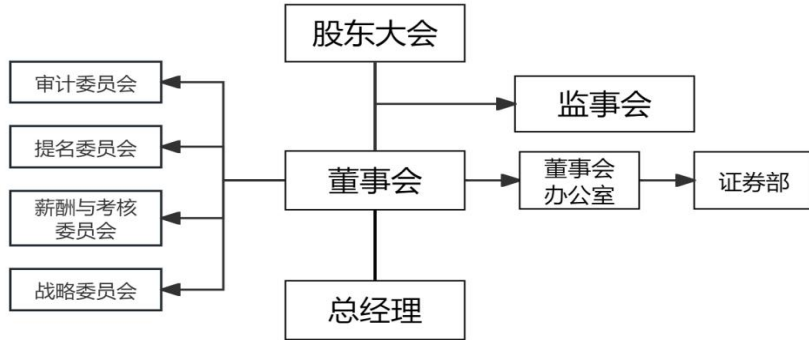 股东大会
审计委员会
监事会
提名委员会
董事会
董事会
办公室
证券部
薪酬与考核
委员会
战略委员会
总经理